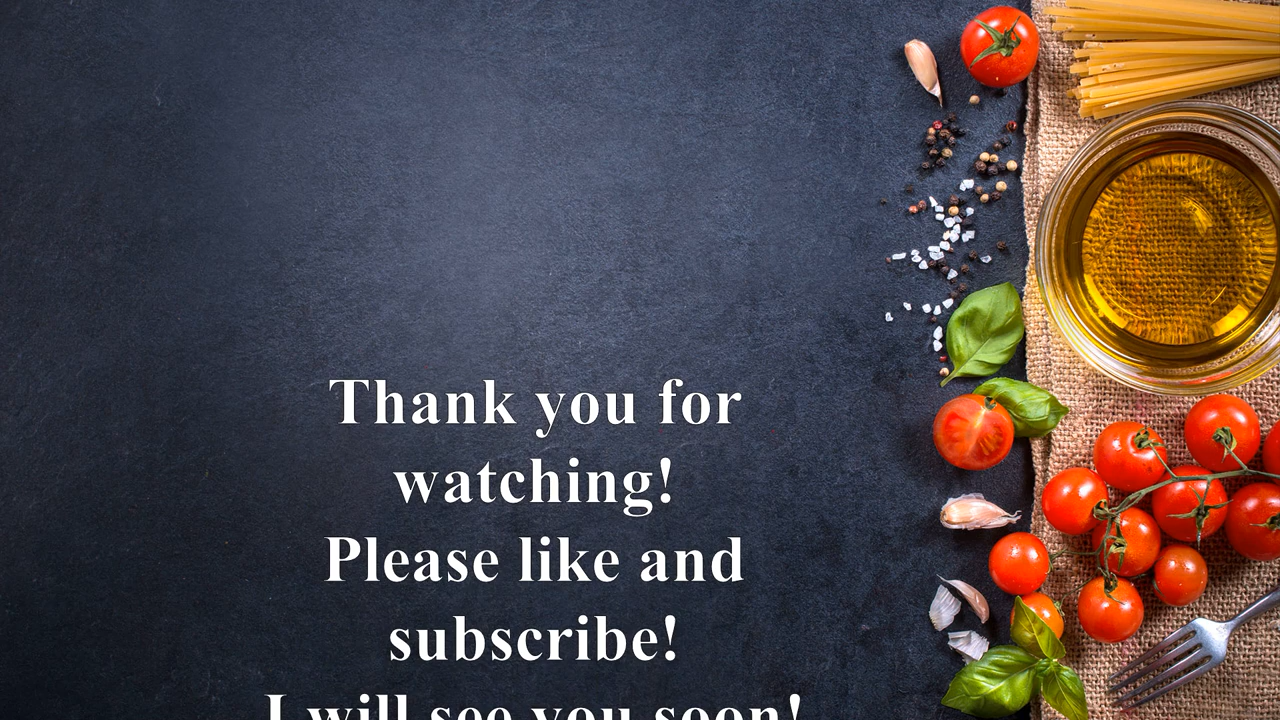 Thank you for
watching!
Please like and
subscribe!
I will see you soon!